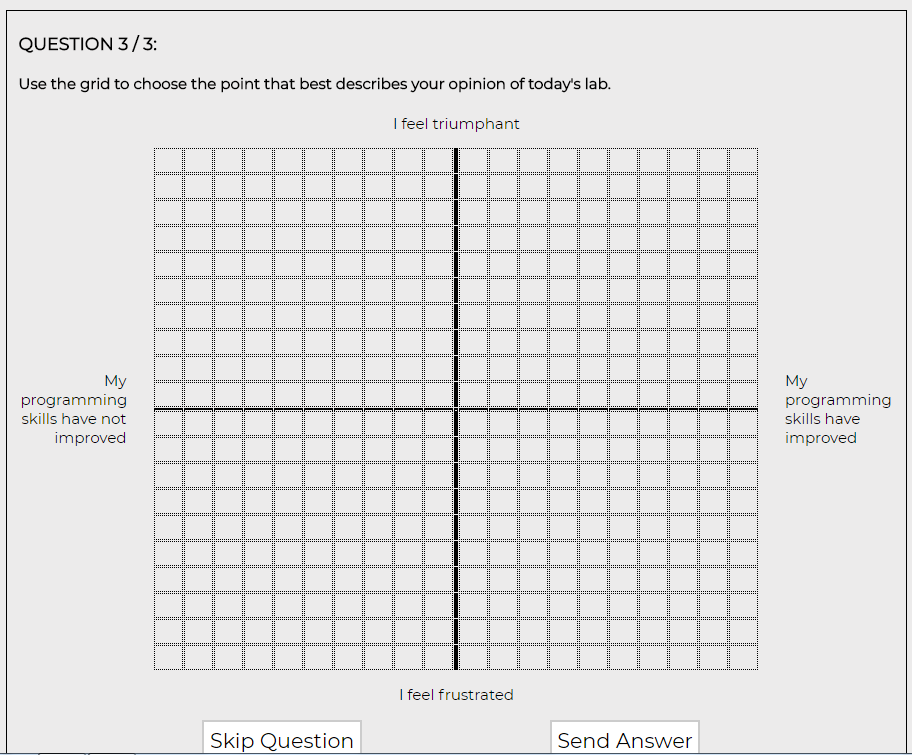 QUESTION 3 / 3:
Use the grid to choose the point that best describes your opinion of today's lab.
I feel triumphant
My
programming
skills have not
improved
My
programming
skills have
improved
I feel frustrated
Skip Question
Send Answer